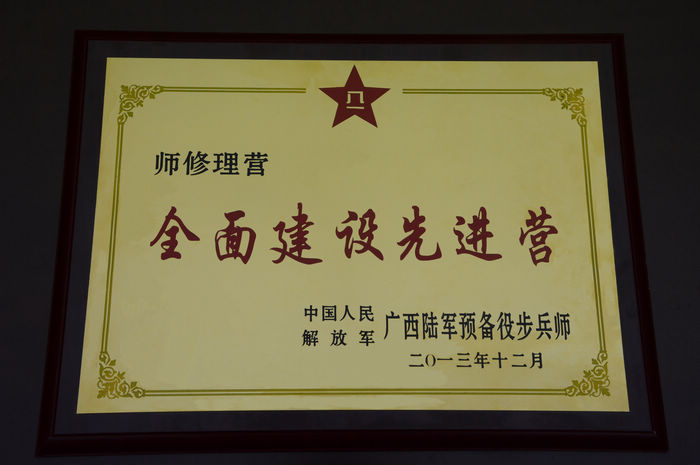 八一
师修理营
全面建设先进营
中国人民
解放军
广西陆军预备役步兵师
二〇一三年十二月